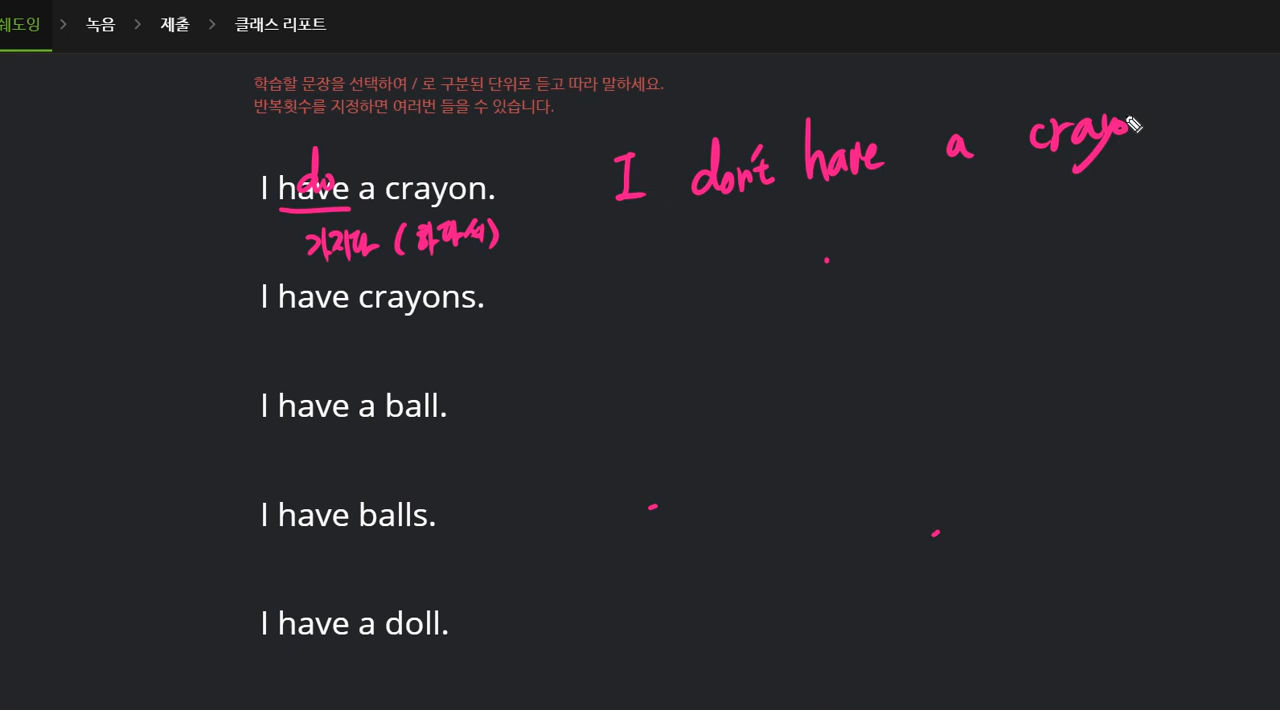 쉐도잉 > 녹음 > 제출 > 클래스 리포트
학습할 문장을 선택하여 / 로 구분된 단위로 듣고 따라 말하세요.
반복횟수를 지정하면 여러번 들을 수 있습니다.
I have a crayon.
do
I don't have a crayo
가지다 (하다씨)
I have crayons.
I have a ball.
I have balls.
I have a doll.